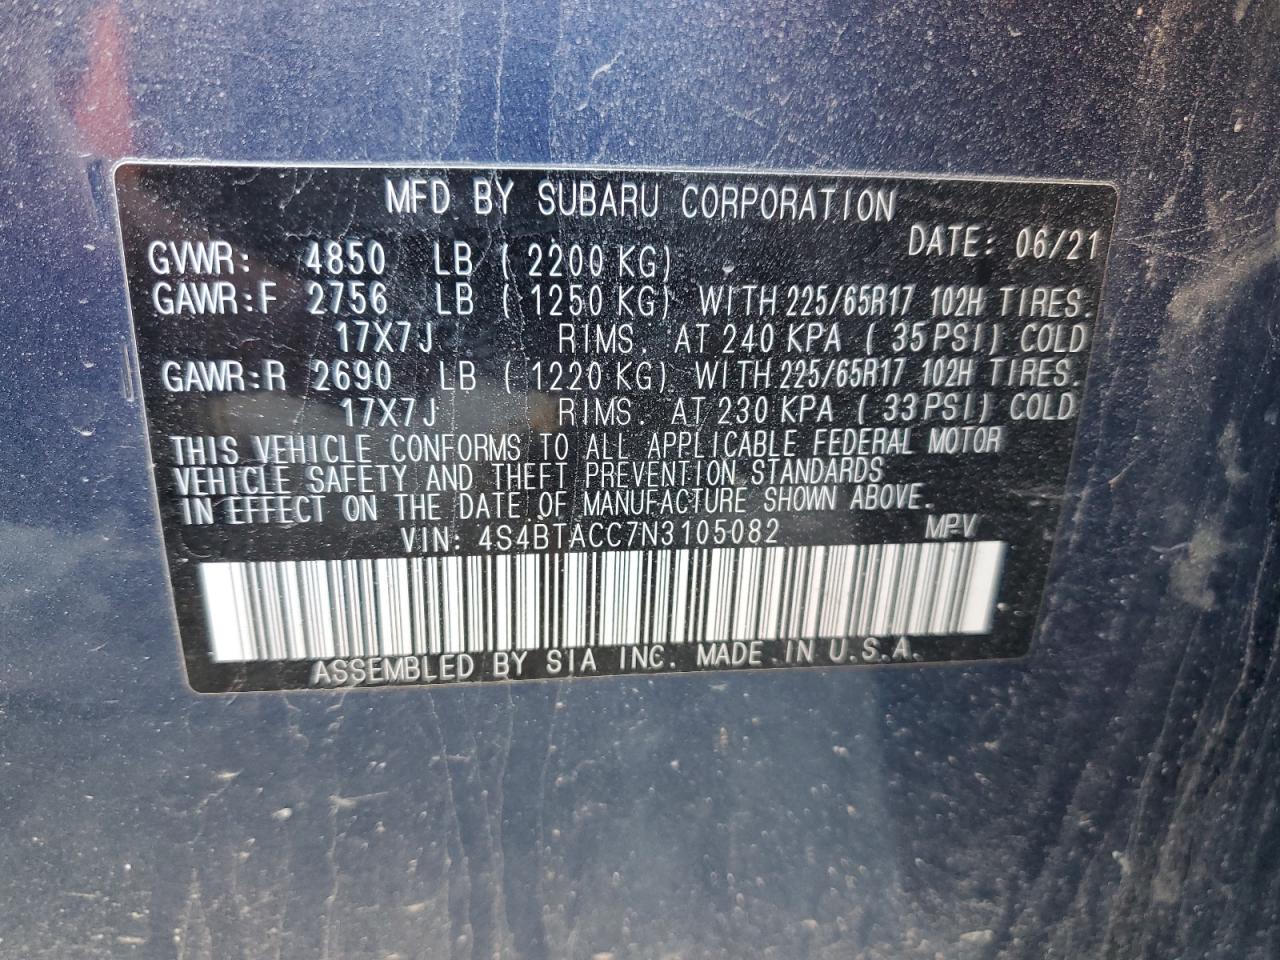 MFD BY SUBARU CORPORATION
DATE: 06/21
GVWR: 4850 LB (2200 KG)
GAWR:F 2756 LB (1250 KG) WITH 225/65R17 102H TIRES.
17X7J RIMS. AT 240 KPA (35 PSI) COLD
GAWR:R 2690 LB (1220 KG) WITH 225/65R17 102H TIRES.
17X7J RIMS. AT 230 KPA (33 PSI) COLD
THIS VEHICLE CONFORMS TO ALL APPLICABLE FEDERAL MOTOR
VEHICLE SAFETY AND THEFT PREVENTION STANDARDS
IN EFFECT ON THE DATE OF MANUFACTURE SHOWN ABOVE.
VIN: 4S4BTACC7N3105082 MPV
ASSEMBLED BY SIA INC. MADE IN U.S.A.